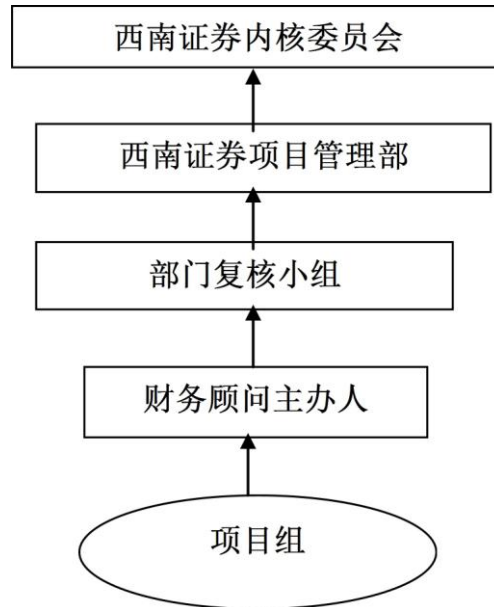 西南证券内核委员会
西南证券项目管理部
部门复核小组
财务顾问主办人
项目组